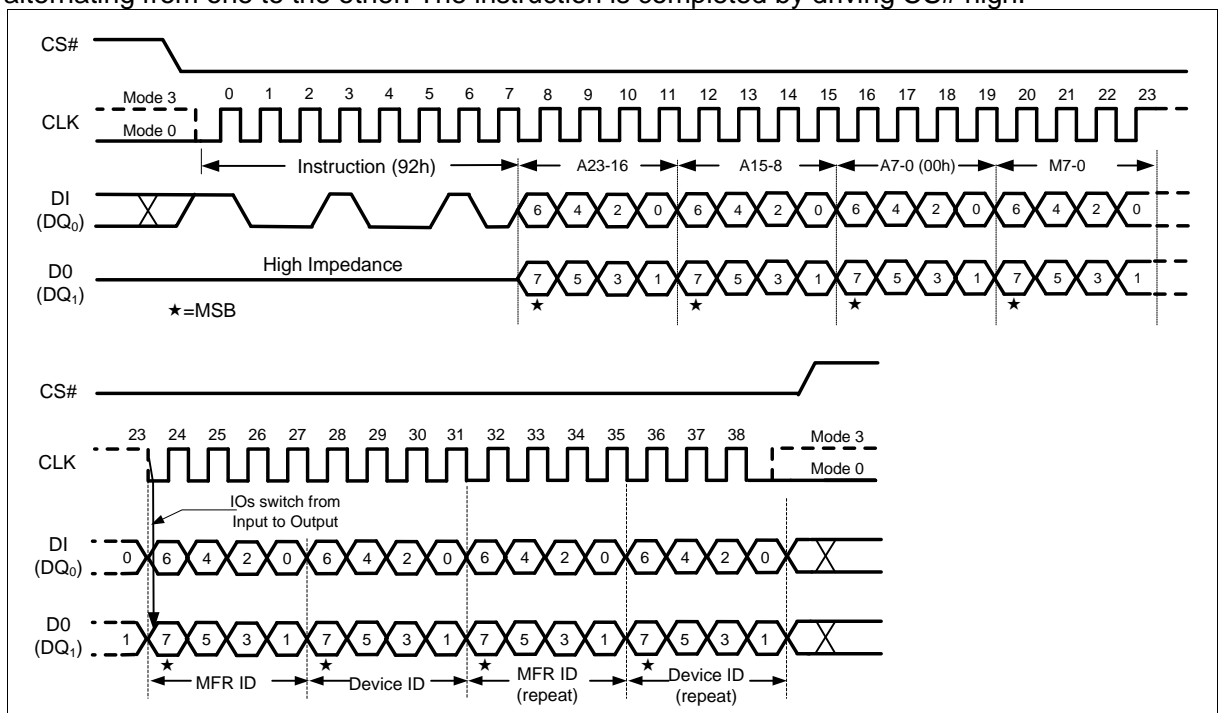 alternating from one to the other. The instruction is completed by driving CS# high.
CS#
Mode 3 0 1 2 3 4 5 6 7 8 9 10 11 12 13 14 15 16 17 18 19 20 21 22 23
CLK
Mode 0
Instruction (92h) A23-16 A15-8 A7-0 (00h) M7-0
DI
(DQ0)
6 4 2 0 6 4 2 0 6 4 2 0 6 4 2 0
High Impedance
D0
(DQ1)
7 5 3 1 7 5 3 1 7 5 3 1 7 5 3 1
★=MSB ★ ★ ★ ★
CS#
23 24 25 26 27 28 29 30 31 32 33 34 35 36 37 38 Mode 3
CLK
Mode 0
IOs switch from
Input to Output
DI
(DQ0)
0 6 4 2 0 6 4 2 0 6 4 2 0 6 4 2 0
D0
(DQ1)
1 7 5 3 1 7 5 3 1 7 5 3 1 7 5 3 1
★ ★ ★ ★
MFR ID Device ID MFR ID
(repeat)
Device ID
(repeat)